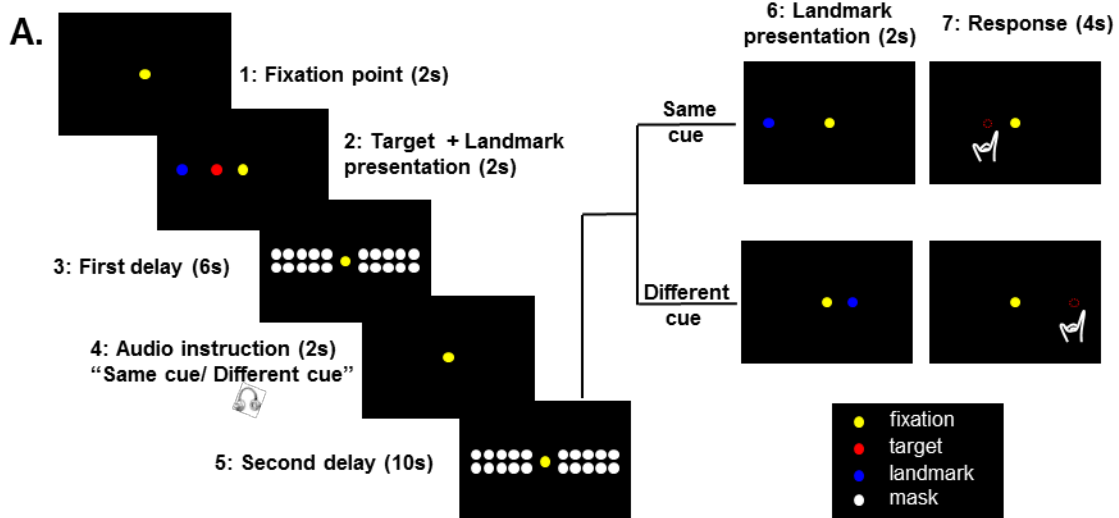 A.
1: Fixation point (2s)
2: Target + Landmark
presentation (2s)
3: First delay (6s)
4: Audio instruction (2s)
“Same cue/ Different cue”
5: Second delay (10s)
Same
cue
Different
cue
6: Landmark
presentation (2s)
7: Response (4s)
fixation
target
landmark
mask